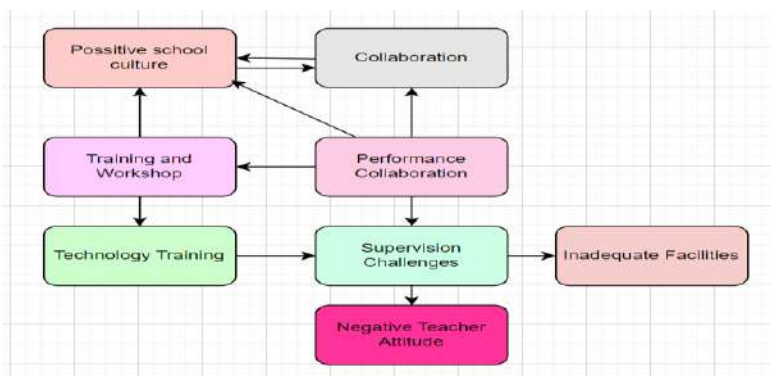 Possitive school
culture
Collaboration
Training and
Workshop
Performance
Collaboration
Technology Training
Supervision
Challenges
Inadequate Facilities
Negative Teacher
Attitude